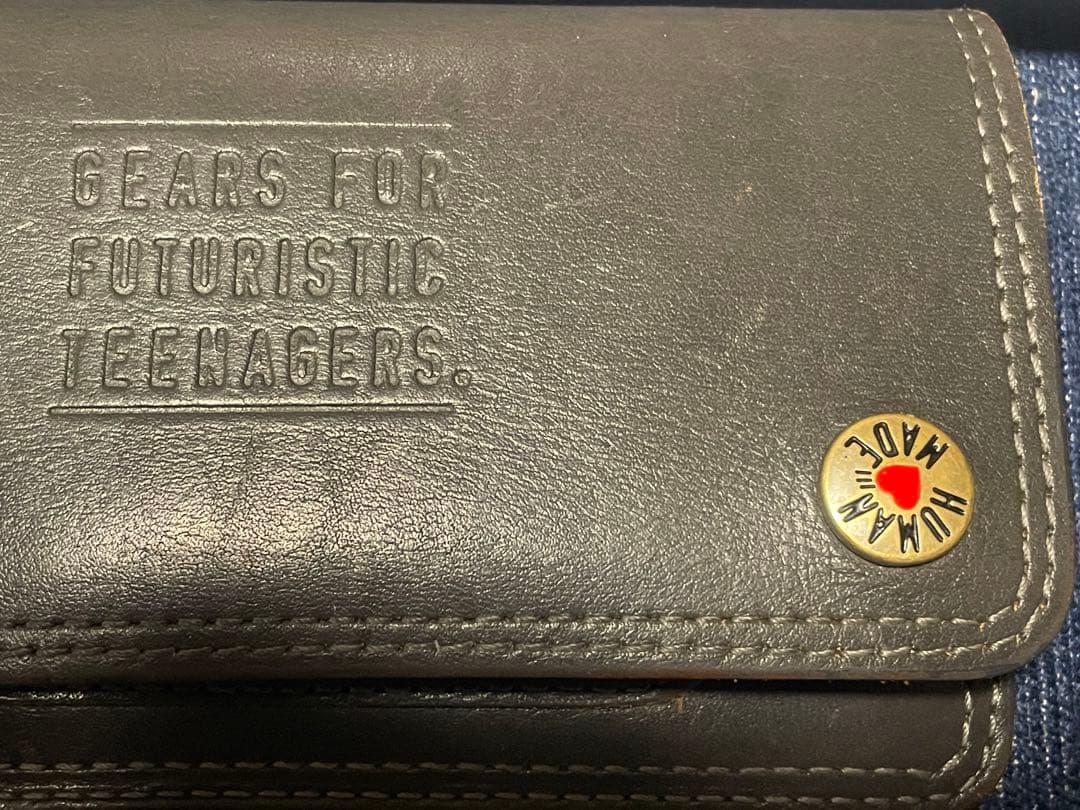 GEARS FOR
FUTURISTIC
TEENAGERS.
HUMAN
MADE